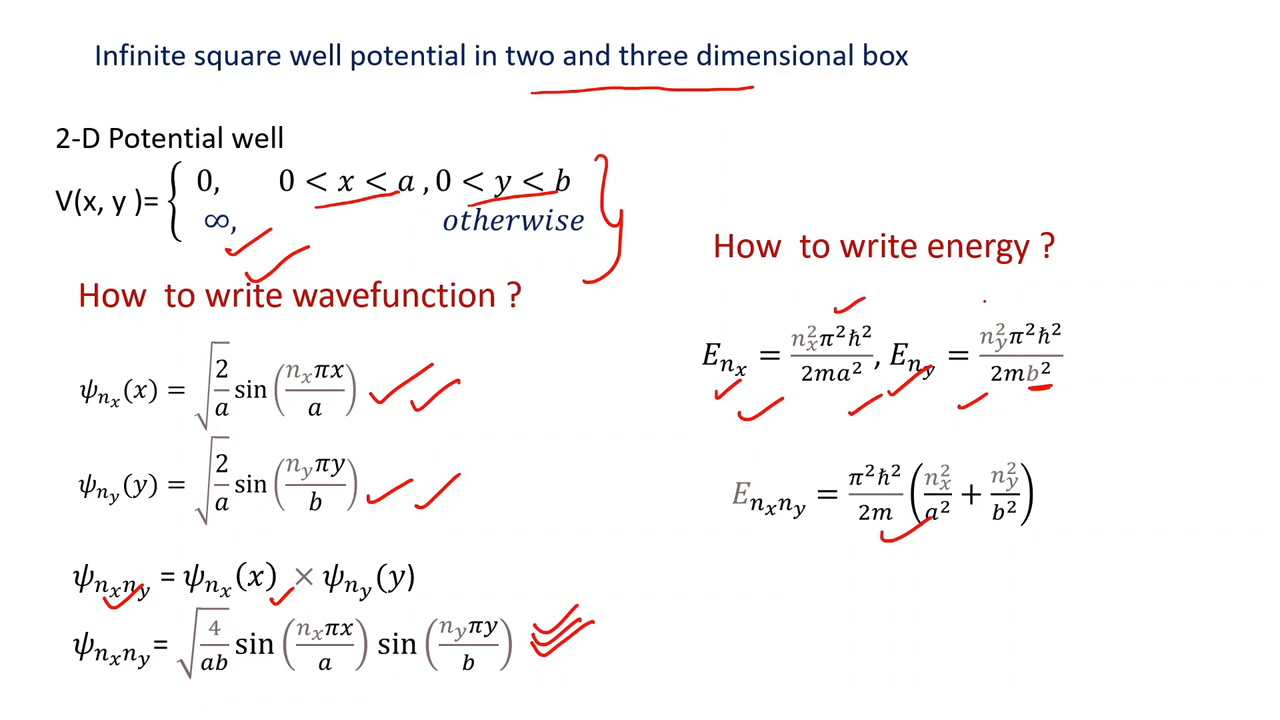 Infinite square well potential in two and three dimensional box
2-D Potential well
V(x, y )= { 0, 0 < x < a , 0 < y < b
∞, otherwise
How to write wavefunction ?
ψ_{n_x}(x) = √(2/a) sin (n_xπx/a)
ψ_{n_y}(y) = √(2/a) sin (n_yπy/b)
ψ_{n_xn_y} = ψ_{n_x}(x) × ψ_{n_y}(y)
ψ_{n_xn_y}= √(4/ab) sin (n_xπx/a) sin (n_yπy/b)
How to write energy ?
E_{n_x} = n_x²π²ħ²/2ma² , E_{n_y} = n_y²π²ħ²/2mb²
E_{n_xn_y} = π²ħ²/2m (n_x²/a² + n_y²/b²)